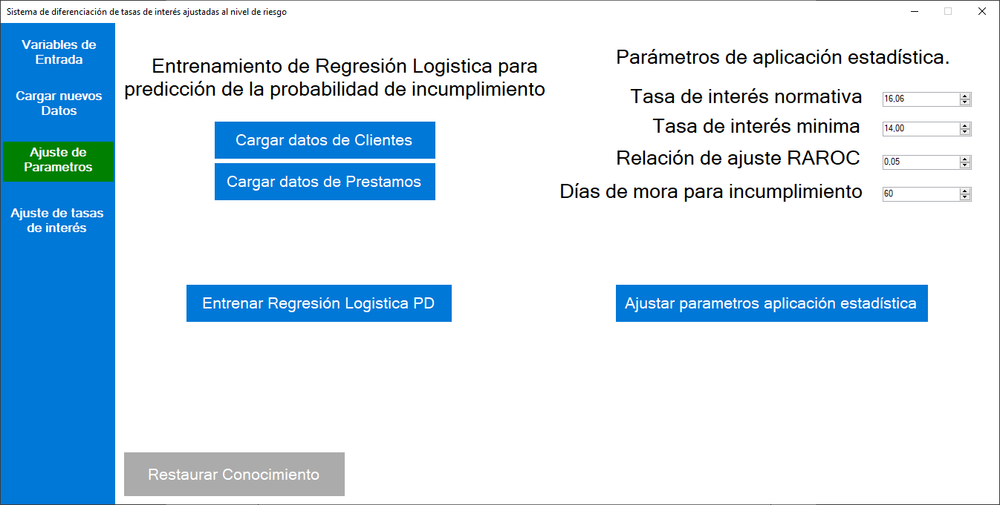 Sistema de diferenciación de tasas de interés ajustadas al nivel de riesgo
Variables de
Entrada
Cargar nuevos
Datos
Ajuste de
Parametros
Ajuste de tasas
de interés
Entrenamiento de Regresión Logistica para
predicción de la probabilidad de incumplimiento
Cargar datos de Clientes
Cargar datos de Prestamos
Entrenar Regresión Logistica PD
Restaurar Conocimiento
Parámetros de aplicación estadística.
Tasa de interés normativa 16,06
Tasa de interés minima 14,00
Relación de ajuste RAROC 0,05
Días de mora para incumplimiento 60
Ajustar parametros aplicación estadística